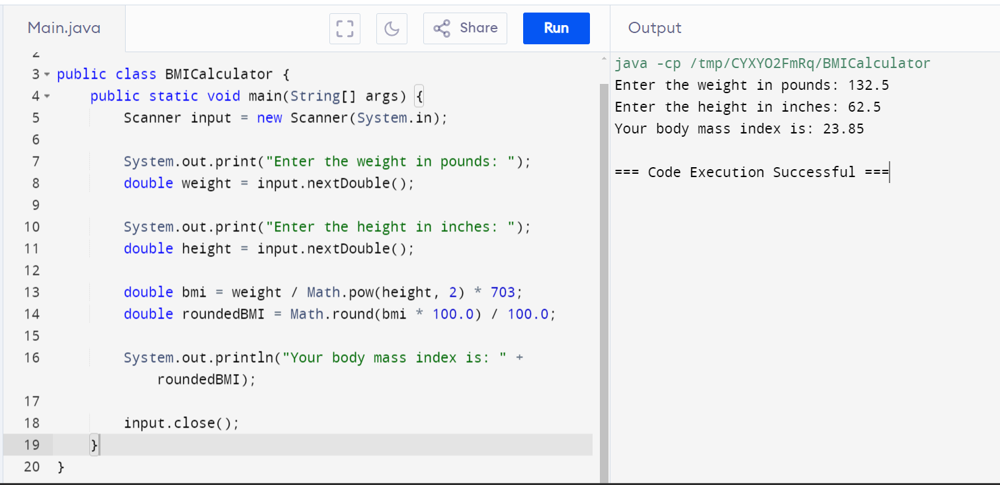 Main.java
Share
Run
Output
2
3 public class BMICalculator {
4 public static void main(String[] args) {
5 Scanner input = new Scanner(System.in);
6
7 System.out.print("Enter the weight in pounds: ");
8 double weight = input.nextDouble();
9
10 System.out.print("Enter the height in inches: ");
11 double height = input.nextDouble();
12
13 double bmi = weight / Math.pow(height, 2) * 703;
14 double roundedBMI = Math.round(bmi * 100.0) / 100.0;
15
16 System.out.println("Your body mass index is: " +
roundedBMI);
17
18 input.close();
19 }
20 }
java -cp /tmp/CYXYO2FmRq/BMICalculator
Enter the weight in pounds: 132.5
Enter the height in inches: 62.5
Your body mass index is: 23.85
=== Code Execution Successful ===